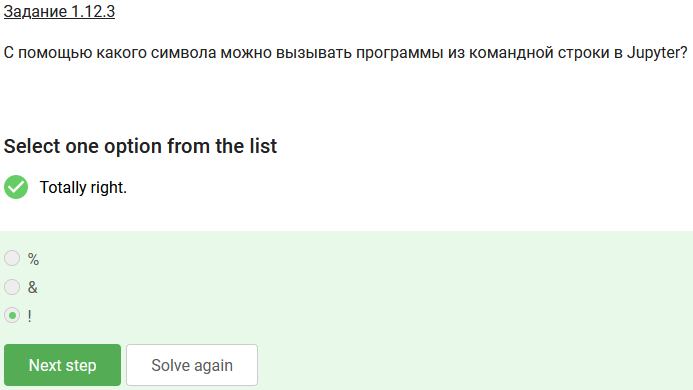 Задание 1.12.3
С помощью какого символа можно вызывать программы из командной строки в Jupyter?
Select one option from the list
Totally right.
%
&
!
Next step
Solve again